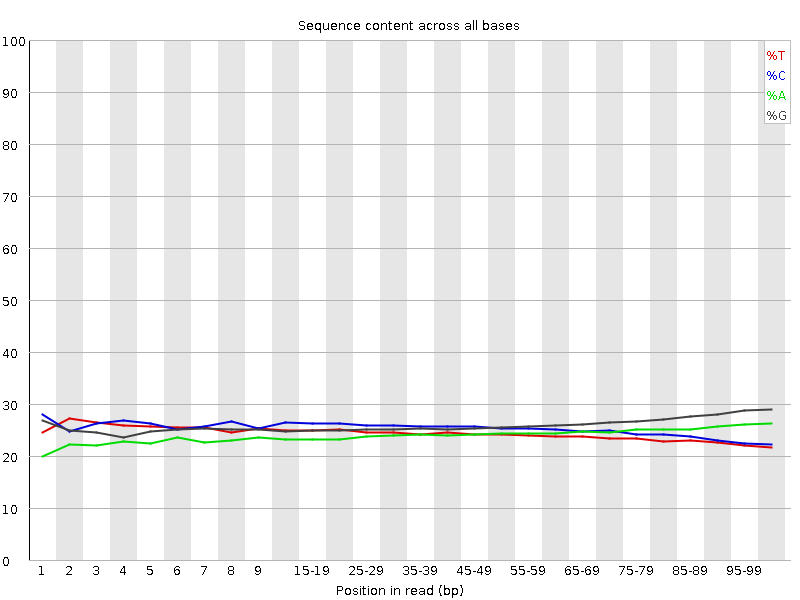 Sequence content across all bases
100
90
80
70
60
50
40
30
20
10
0
%T
%C
%A
%G
1 2 3 4 5 6 7 8 9 15-19 25-29 35-39 45-49 55-59 65-69 75-79 85-89 95-99
Position in read (bp)